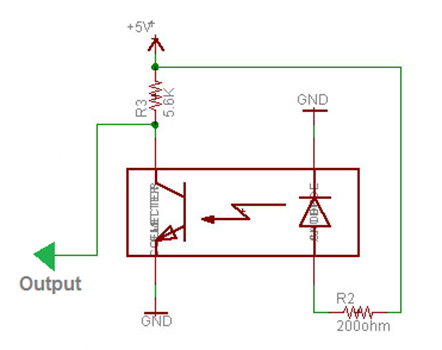 +5V
R3
5.6K
GND
Output
GND
R2
200ohm